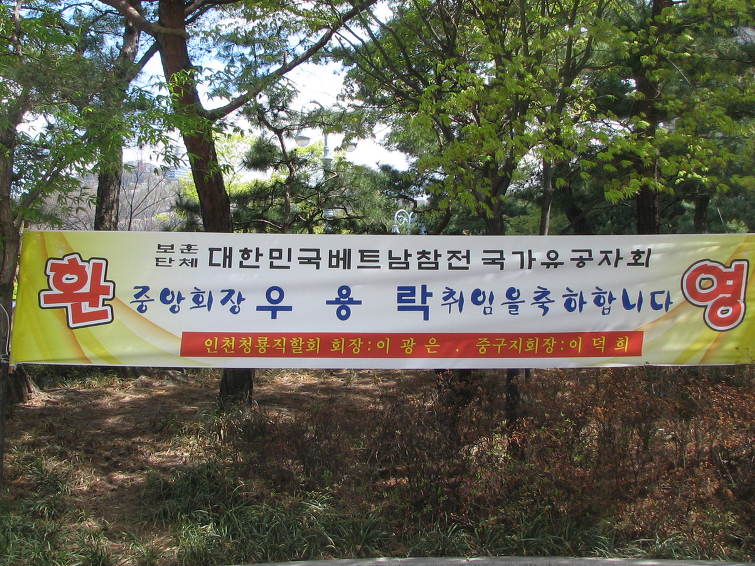 환영
보훈단체 대한민국베트남참전 국가유공자회
중앙회장 우 용 락 취임을축하합니다
인천청룡직할회 회장:이 광 은 . 중구지회장:이 덕 희